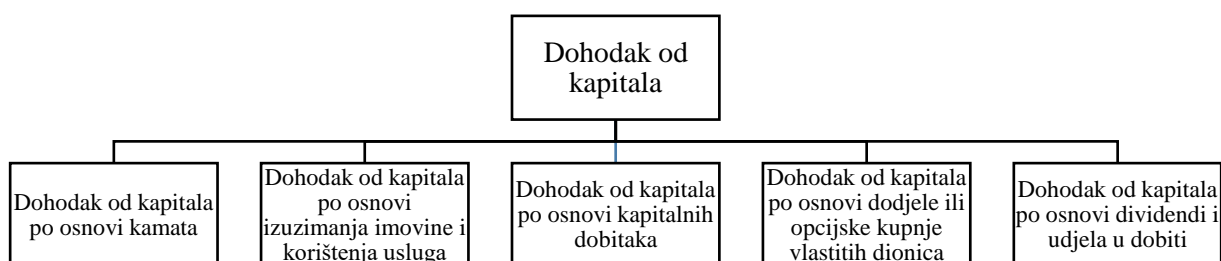 Dohodak od
kapitala
Dohodak od kapitala
po osnovi kamata
Dohodak od kapitala
po osnovi
izuzimanja imovine i
korištenja usluga
Dohodak od kapitala
po osnovi kapitalnih
dobitaka
Dohodak od kapitala
po osnovi dodjele ili
opcijske kupnje
vlastitih dionica
Dohodak od kapitala
po osnovi dividendi i
udjela u dobiti